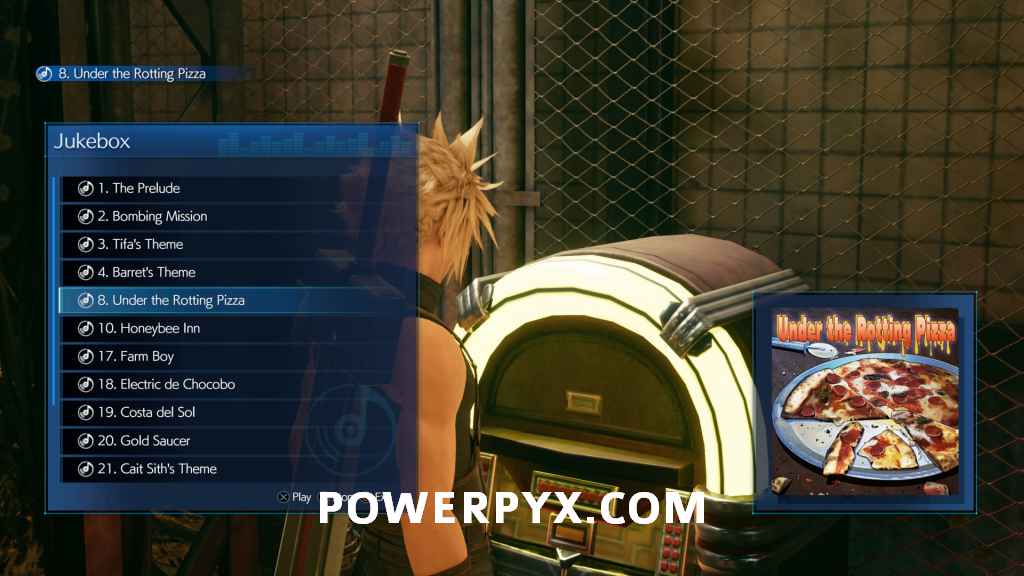 8. Under the Rotting Pizza
Jukebox
1. The Prelude
2. Bombing Mission
3. Tifa's Theme
4. Barret's Theme
8. Under the Rotting Pizza
10. Honeybee Inn
17. Farm Boy
18. Electric de Chocobo
19. Costa del Sol
20. Gold Saucer
21. Cait Sith's Theme
Under the Rotting Pizza
Play
POWERPYX.COM